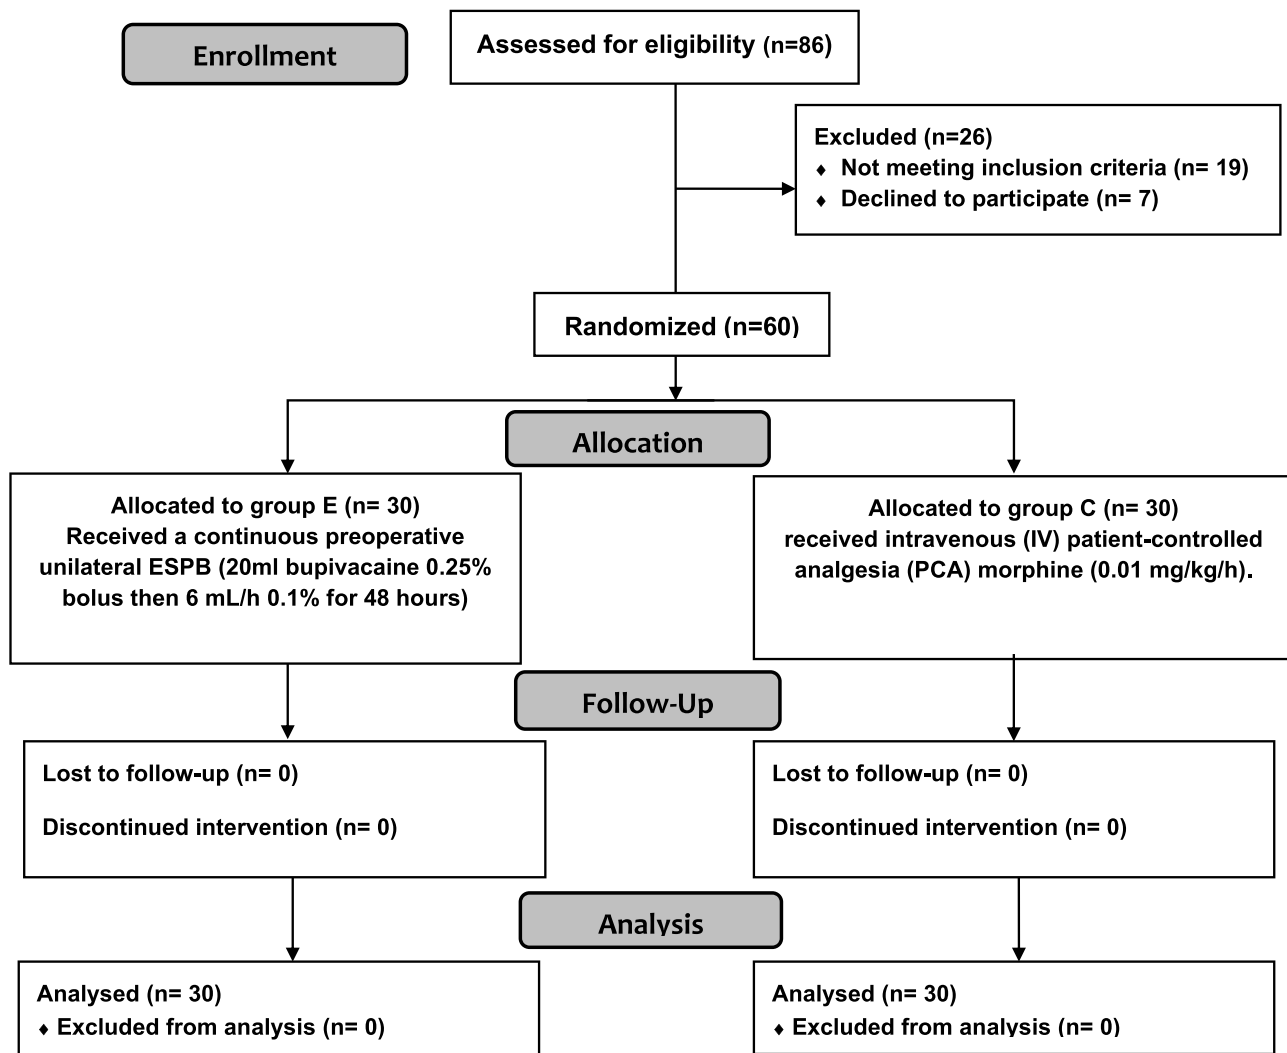 Enrollment
Assessed for eligibility (n=86)
Excluded (n=26)
♦ Not meeting inclusion criteria (n= 19)
♦ Declined to participate (n= 7)
Randomized (n=60)
Allocation
Allocated to group E (n= 30)
Received a continuous preoperative
unilateral ESPB (20ml bupivacaine 0.25%
bolus then 6 mL/h 0.1% for 48 hours)
Allocated to group C (n= 30)
received intravenous (IV) patient-controlled
analgesia (PCA) morphine (0.01 mg/kg/h).
Follow-Up
Lost to follow-up (n= 0)
Discontinued intervention (n= 0)
Lost to follow-up (n= 0)
Discontinued intervention (n= 0)
Analysis
Analysed (n= 30)
♦ Excluded from analysis (n= 0)
Analysed (n= 30)
♦ Excluded from analysis (n= 0)